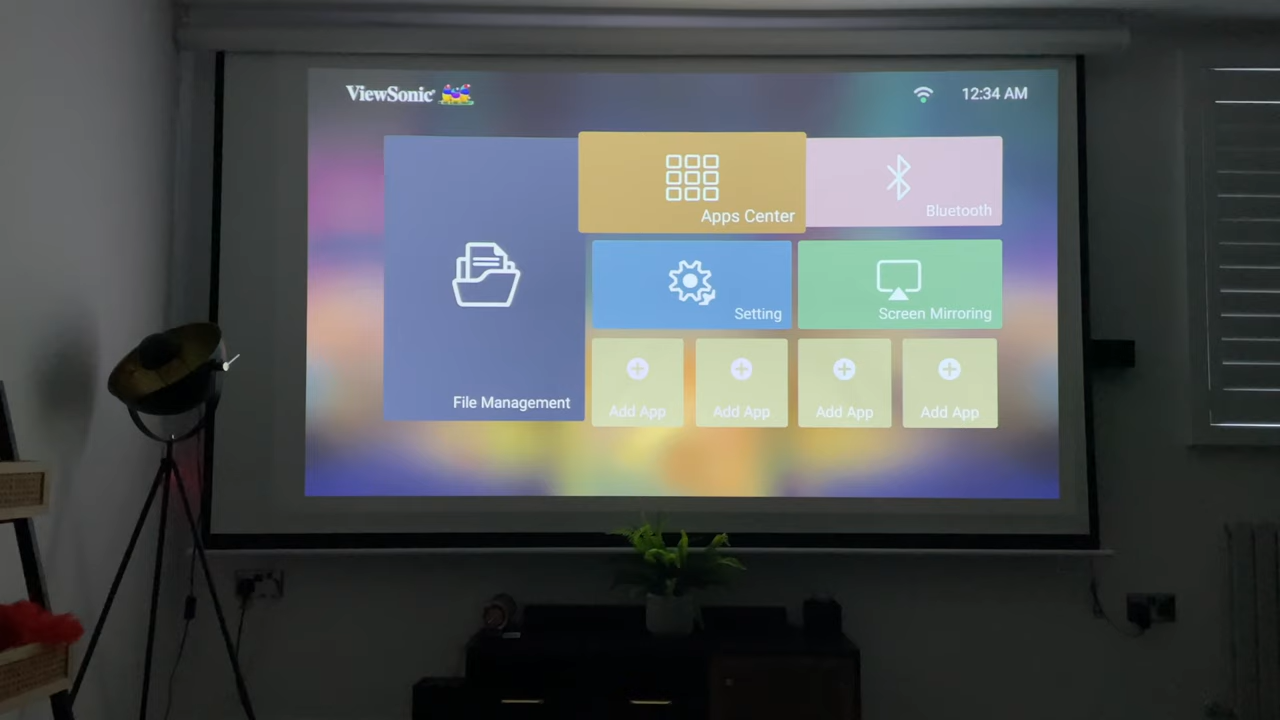 ViewSonic
12:34 AM
Apps Center
Bluetooth
Setting
Screen Mirroring
File Management
Add App
Add App
Add App
Add App